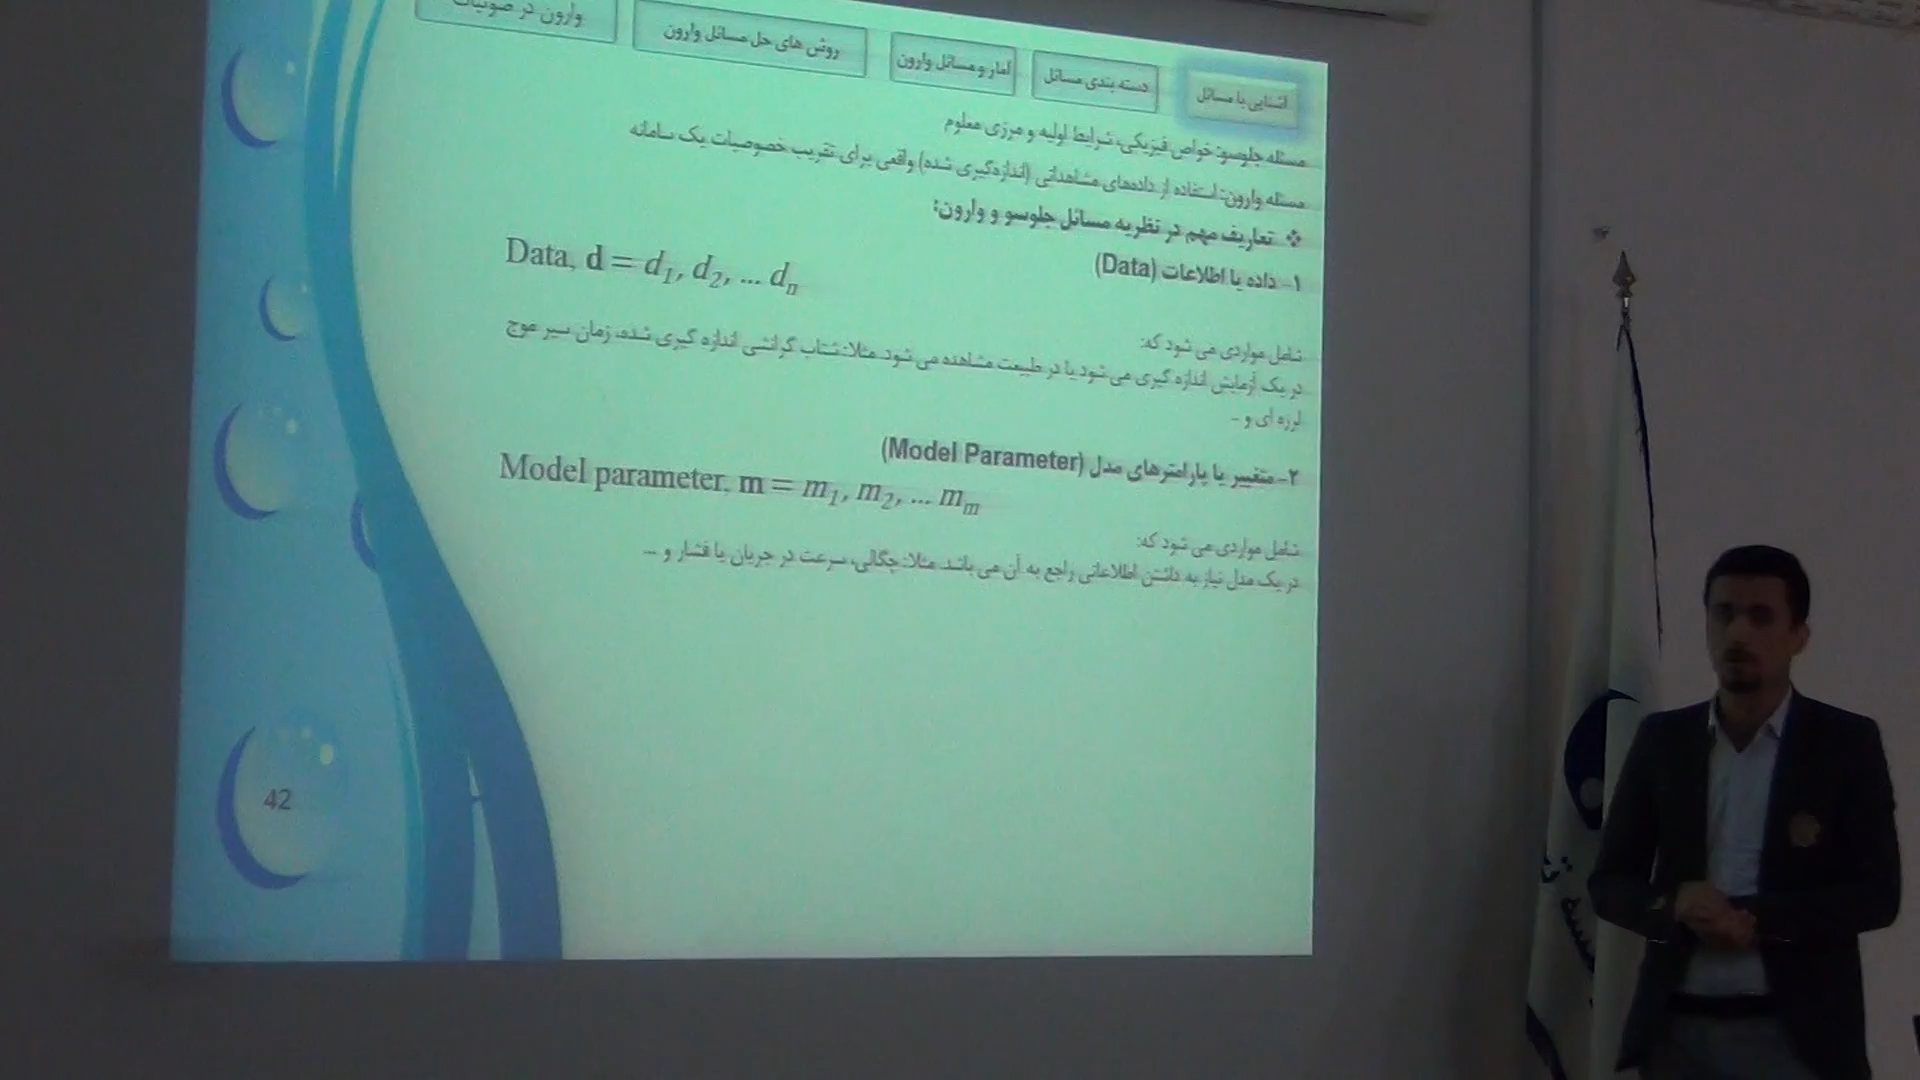 آشنایی با مسائل
دسته بندی مسائل
آمار و مسائل وارون
روش های حل مسائل وارون
وارون در صوتیات
مسئله جلوسو: خواص فیزیکی، شرایط اولیه و مرزی معلوم
مسئله وارون: استفاده از داده‌های مشاهداتی (اندازه‌گیری شده) واقعی برای تقریب خصوصیات یک سامانه
❖ تعاریف مهم در نظریه مسائل جلوسو و وارون:
۱- داده یا اطلاعات (Data)
Data, d = d1, d2, ... dn
شامل مواردی می شود که:
در یک آزمایش اندازه گیری می شود یا در طبیعت مشاهده می شود. مثلا: شتاب گرانشی اندازه گیری شده، زمان سیر موج
لرزه ای و ...
۲- متغییر یا پارامترهای مدل (Model Parameter)
Model parameter, m = m1, m2, ... mm
شامل مواردی می شود که:
در یک مدل نیاز به داشتن اطلاعاتی راجع به آن می باشد. مثلا: چگالی، سرعت در جریان یا فشار و ...
42